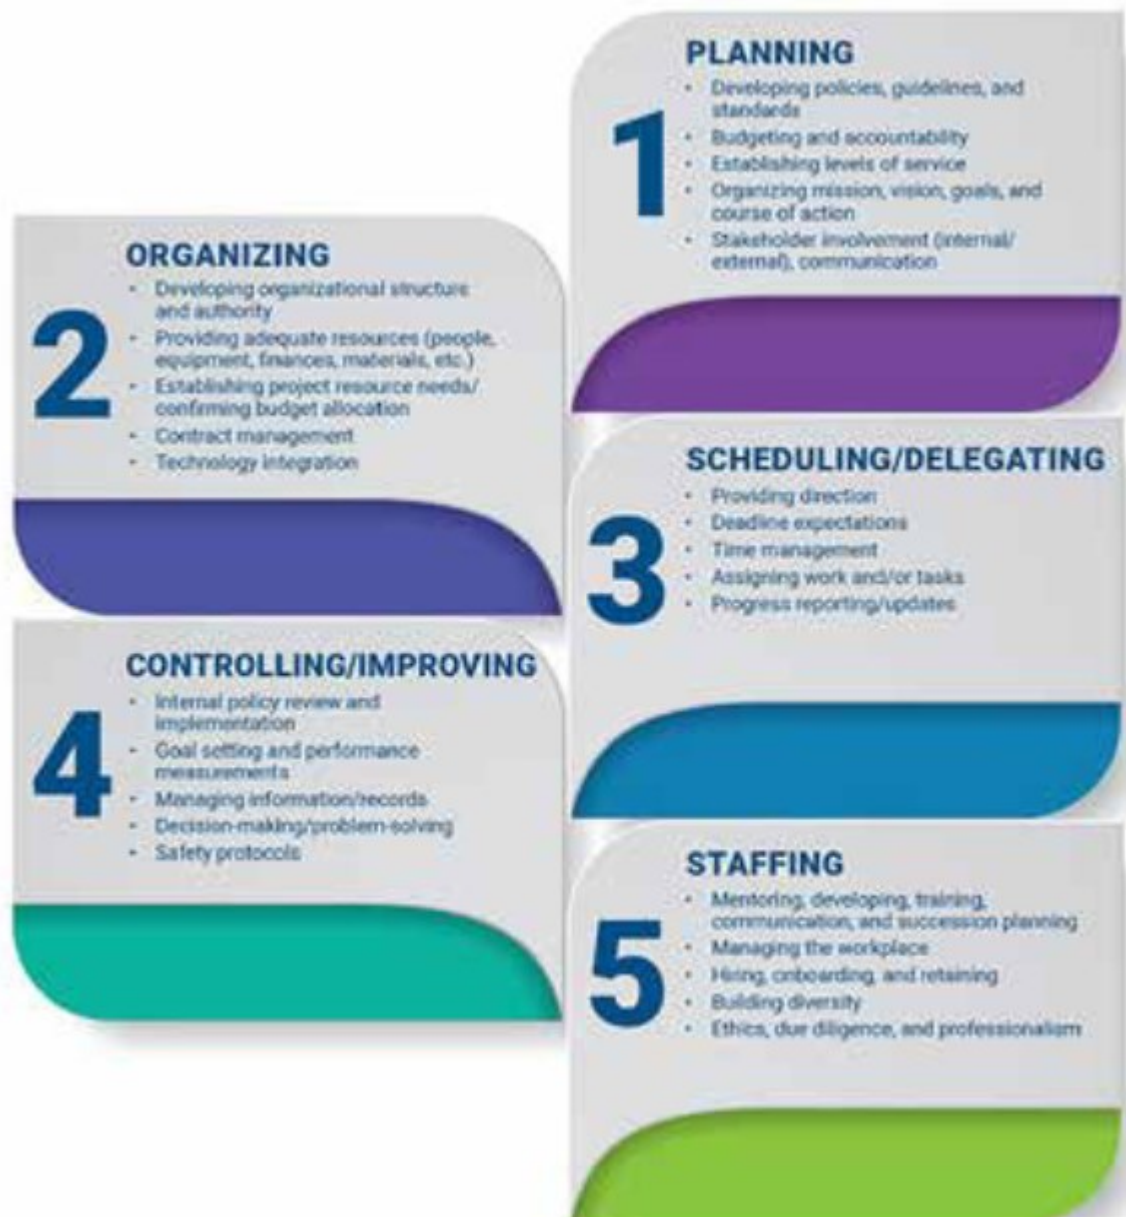 1
PLANNING
• Developing policies, guidelines, and
standards
• Budgeting and accountability
• Establishing levels of service
• Organizing mission, vision, goals, and
course of action
• Stakeholder involvement (internal/
external), communication
2
ORGANIZING
• Developing organizational structure
and authority
• Providing adequate resources (people,
equipment, finances, materials, etc.)
• Establishing project resource needs/
confirming budget allocation
• Contract management
• Technology integration
3
SCHEDULING/DELEGATING
• Providing direction
• Deadline expectations
• Time management
• Assigning work and/or tasks
• Progress reporting/updates
4
CONTROLLING/IMPROVING
• Internal policy review and
implementation
• Goal setting and performance
measurements
• Managing information/records
• Decision-making/problem-solving
• Safety protocols
5
STAFFING
• Mentoring, developing, training,
communication, and succession planning
• Managing the workplace
• Hiring, onboarding, and retaining
• Building diversity
• Ethics, due diligence, and professionalism